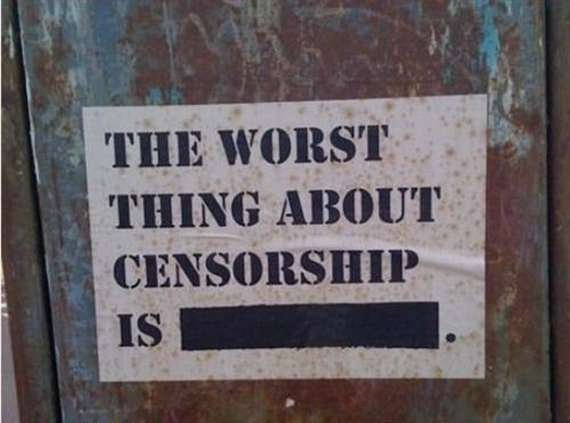 THE WORST
THING ABOUT
CENSORSHIP
IS .